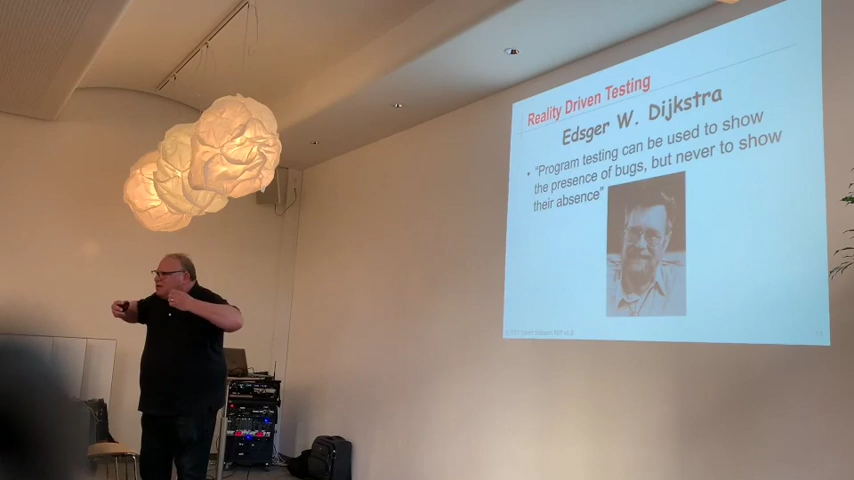 Reality Driven Testing
Edsger W. Dijkstra
• "Program testing can be used to show
the presence of bugs, but never to show
their absence"